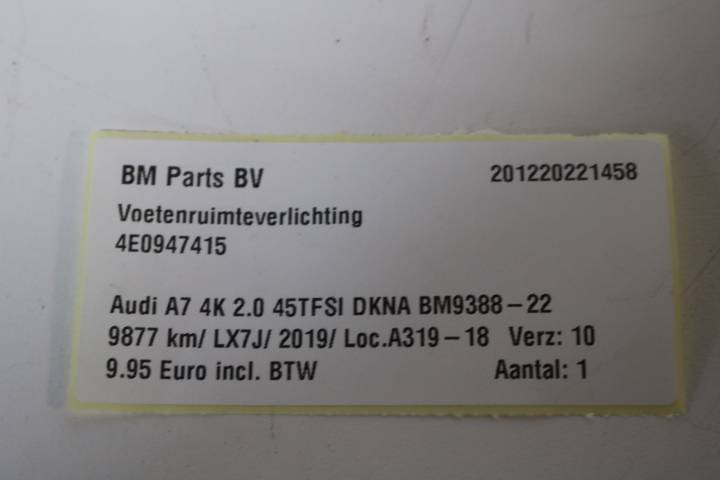 BM Parts BV 201220221458
Voetenruimteverlichting
4E0947415
Audi A7 4K 2.0 45TFSI DKNA BM9388-22
9877 km/ LX7J/ 2019/ Loc.A319-18 Verz: 10
9.95 Euro incl. BTW Aantal: 1